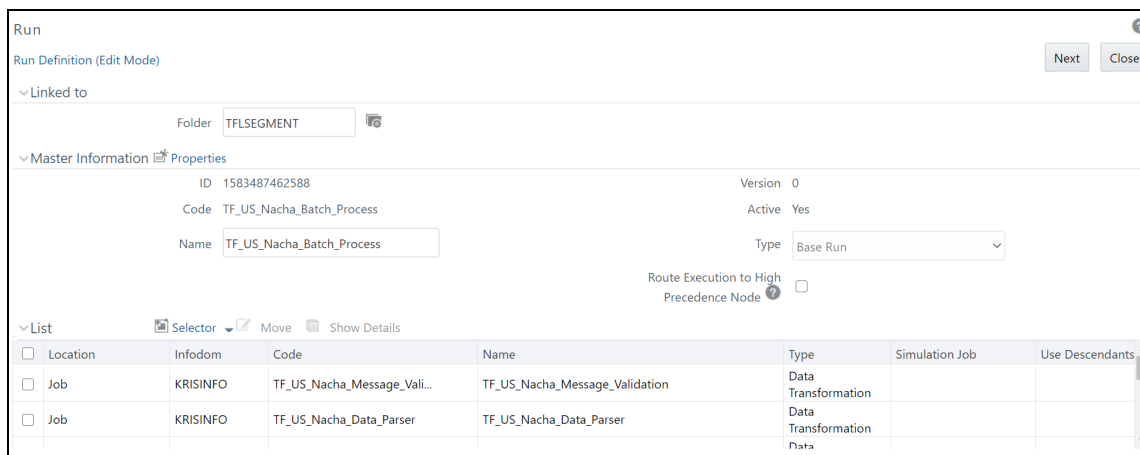 Run
Run Definition (Edit Mode)
Next
Close
Linked to
Folder TFLSEGMENT
Master Information Properties
ID 1583487462588 Version 0
Code TF_US_Nacha_Batch_Process Active Yes
Name TF_US_Nacha_Batch_Process Type Base Run
Route Execution to High
Precedence Node ?
List Selector Move Show Details
Location Infodom Code Name Type Simulation Job Use Descendants
Job KRISINFO TF_US_Nacha_Message_Vali... TF_US_Nacha_Message_Validation Data
Transformation
Job KRISINFO TF_US_Nacha_Data_Parser TF_US_Nacha_Data_Parser Data
Transformation
Data